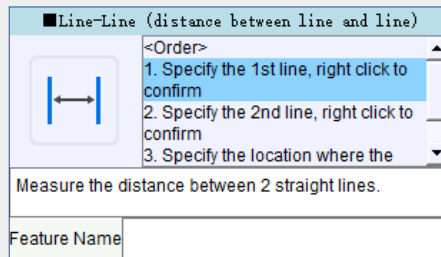 ■Line-Line (distance between line and line)
<Order>
1. Specify the 1st line, right click to
confirm
2. Specify the 2nd line, right click to
confirm
3. Specify the location where the
Measure the distance between 2 straight lines.
Feature Name